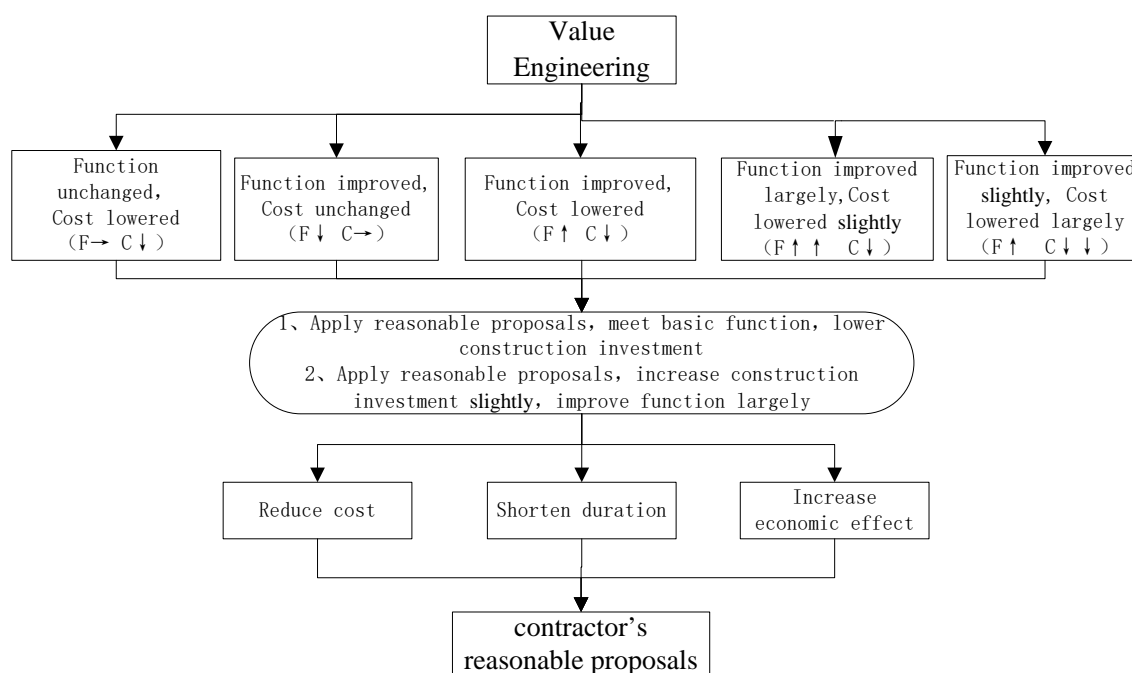 Value
Engineering
Function
unchanged,
Cost lowered
(F→ C↓)
Function improved,
Cost unchanged
(F↓ C→)
Function improved,
Cost lowered
(F↑ C↓)
Function improved
largely,Cost
lowered slightly
(F↑↑ C↓)
Function improved
slightly, Cost
lowered largely
(F↑ C↓↓)
1、Apply reasonable proposals, meet basic function, lower
construction investment
2、Apply reasonable proposals, increase construction
investment slightly, improve function largely
Reduce cost
Shorten duration
Increase
economic effect
contractor's
reasonable proposals